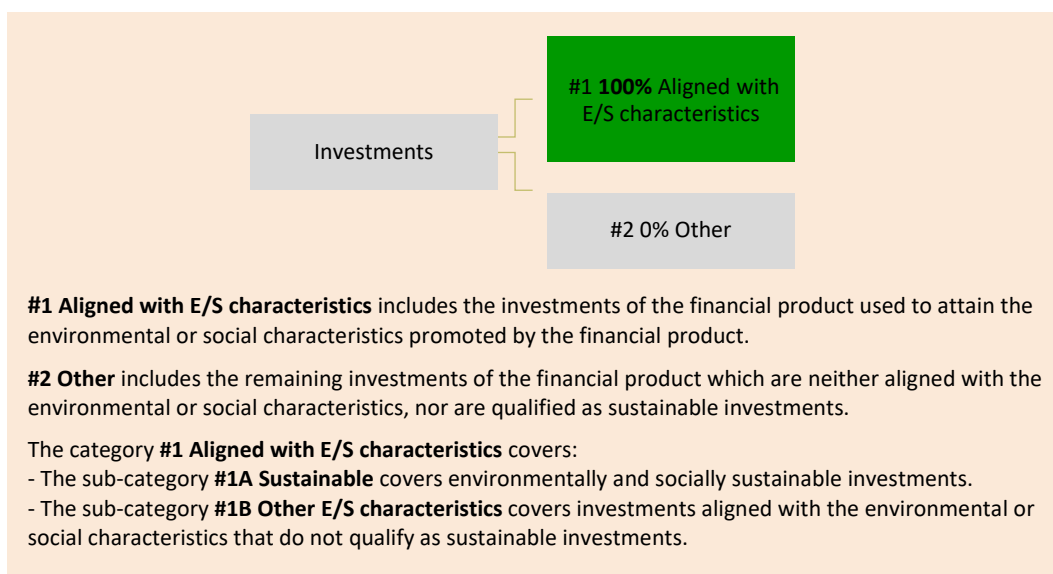 #1 100% Aligned with
E/S characteristics
Investments
#2 0% Other
#1 Aligned with E/S characteristics includes the investments of the financial product used to attain the
environmental or social characteristics promoted by the financial product.
#2 Other includes the remaining investments of the financial product which are neither aligned with the
environmental or social characteristics, nor are qualified as sustainable investments.
The category #1 Aligned with E/S characteristics covers:
- The sub-category #1A Sustainable covers environmentally and socially sustainable investments.
- The sub-category #1B Other E/S characteristics covers investments aligned with the environmental or
social characteristics that do not qualify as sustainable investments.